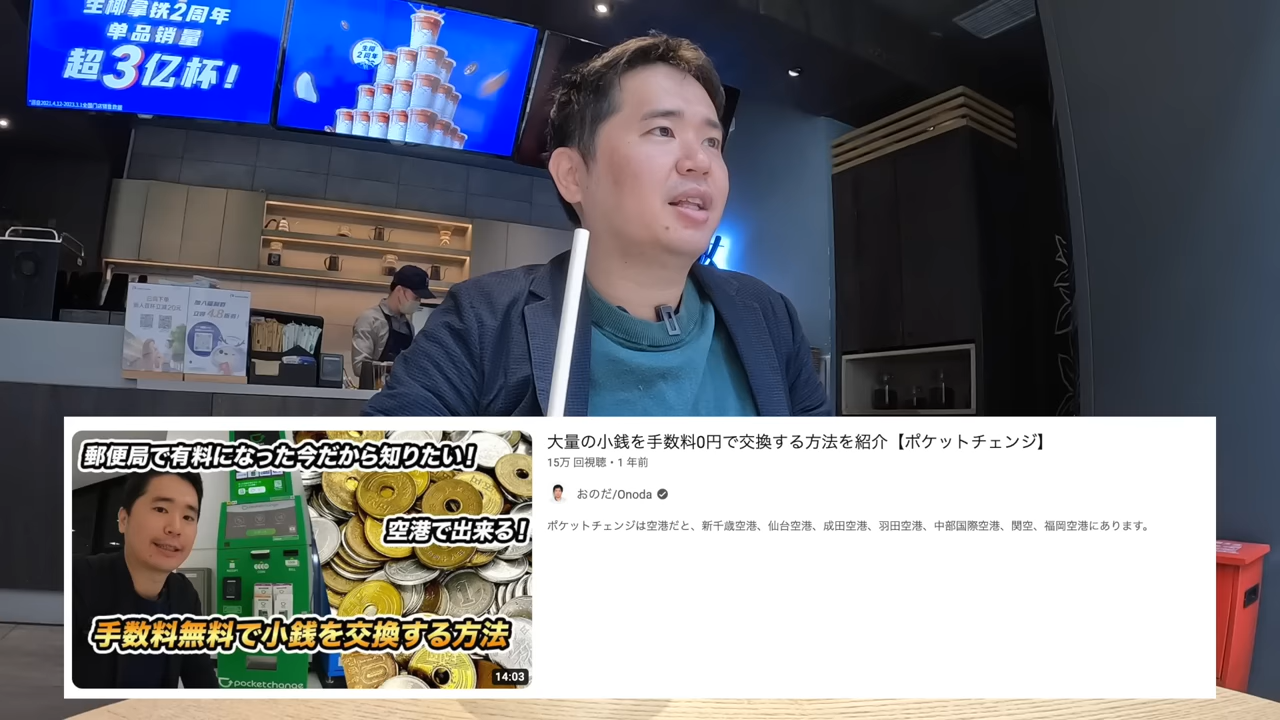 生椰拿铁2周年
单品销量
超3亿杯!
生椰
2周年
大量の小銭を手数料0円で交換する方法を紹介【ポケットチェンジ】
15万 回視聴・1 年前
おのだ/Onoda
ポケットチェンジは空港だと、新千歳空港、仙台空港、成田空港、羽田空港、中部国際空港、関空、福岡空港にあります。
郵便局で有料になった今だから知りたい!
空港で出来る!
手数料無料で小銭を交換する方法
pocketchange
14:03